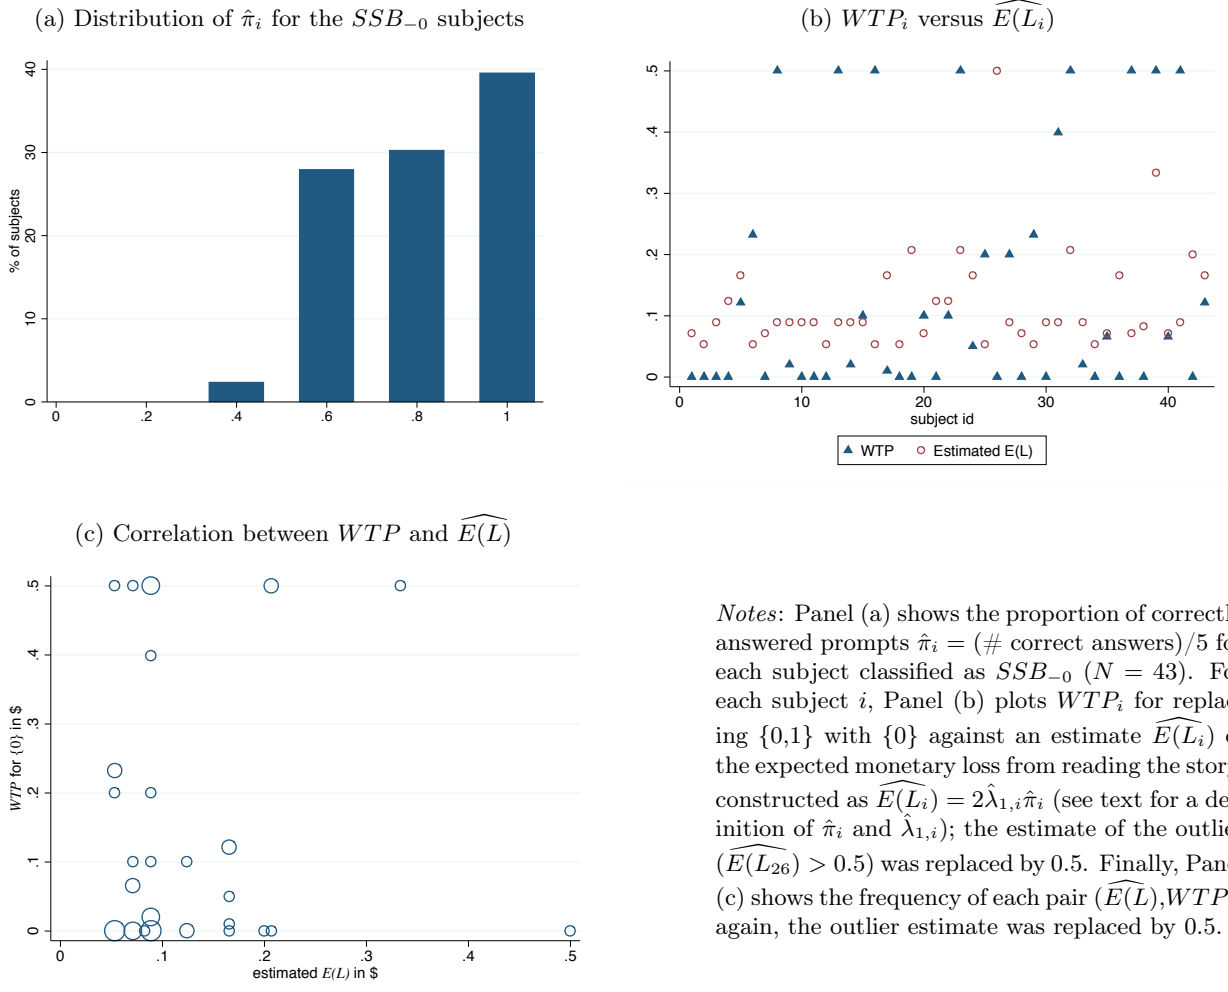 (a) Distribution of π̂ᵢ for the SSB₋₀ subjects
% of subjects
40
30
20
10
0
0 .2 .4 .6 .8 1
(b) WTPᵢ versus Ê(Lᵢ)
.5
.4
.3
.2
.1
0
0 10 20 30 40
subject id
WTP Estimated E(L)
(c) Correlation between WTP and Ê(L)
WTP for {0} in $
.5
.4
.3
.2
.1
0
0 .1 .2 .3 .4 .5
estimated E(L) in $
Notes: Panel (a) shows the proportion of correctl
answered prompts π̂ᵢ = (# correct answers)/5 fo
each subject classified as SSB₋₀ (N = 43). Fo
each subject i, Panel (b) plots WTPᵢ for replac
ing {0,1} with {0} against an estimate Ê(Lᵢ) o
the expected monetary loss from reading the story
constructed as Ê(Lᵢ) = 2λ̂₁,ᵢπ̂ᵢ (see text for a de
inition of π̂ᵢ and λ̂₁,ᵢ); the estimate of the outlie
(Ê(L₂₆) > 0.5) was replaced by 0.5. Finally, Pane
(c) shows the frequency of each pair (Ê(L),WTP
again, the outlier estimate was replaced by 0.5.